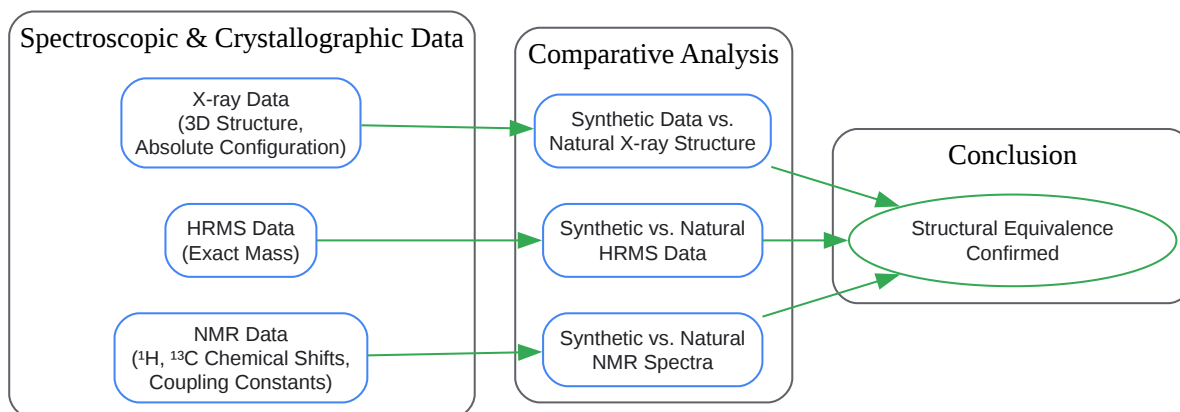 Spectroscopic & Crystallographic Data
X-ray Data
(3D Structure,
Absolute Configuration)
HRMS Data
(Exact Mass)
NMR Data
(¹H, ¹³C Chemical Shifts,
Coupling Constants)
Comparative Analysis
Synthetic Data vs.
Natural X-ray Structure
Synthetic vs. Natural
HRMS Data
Synthetic vs. Natural
NMR Spectra
Conclusion
Structural Equivalence
Confirmed